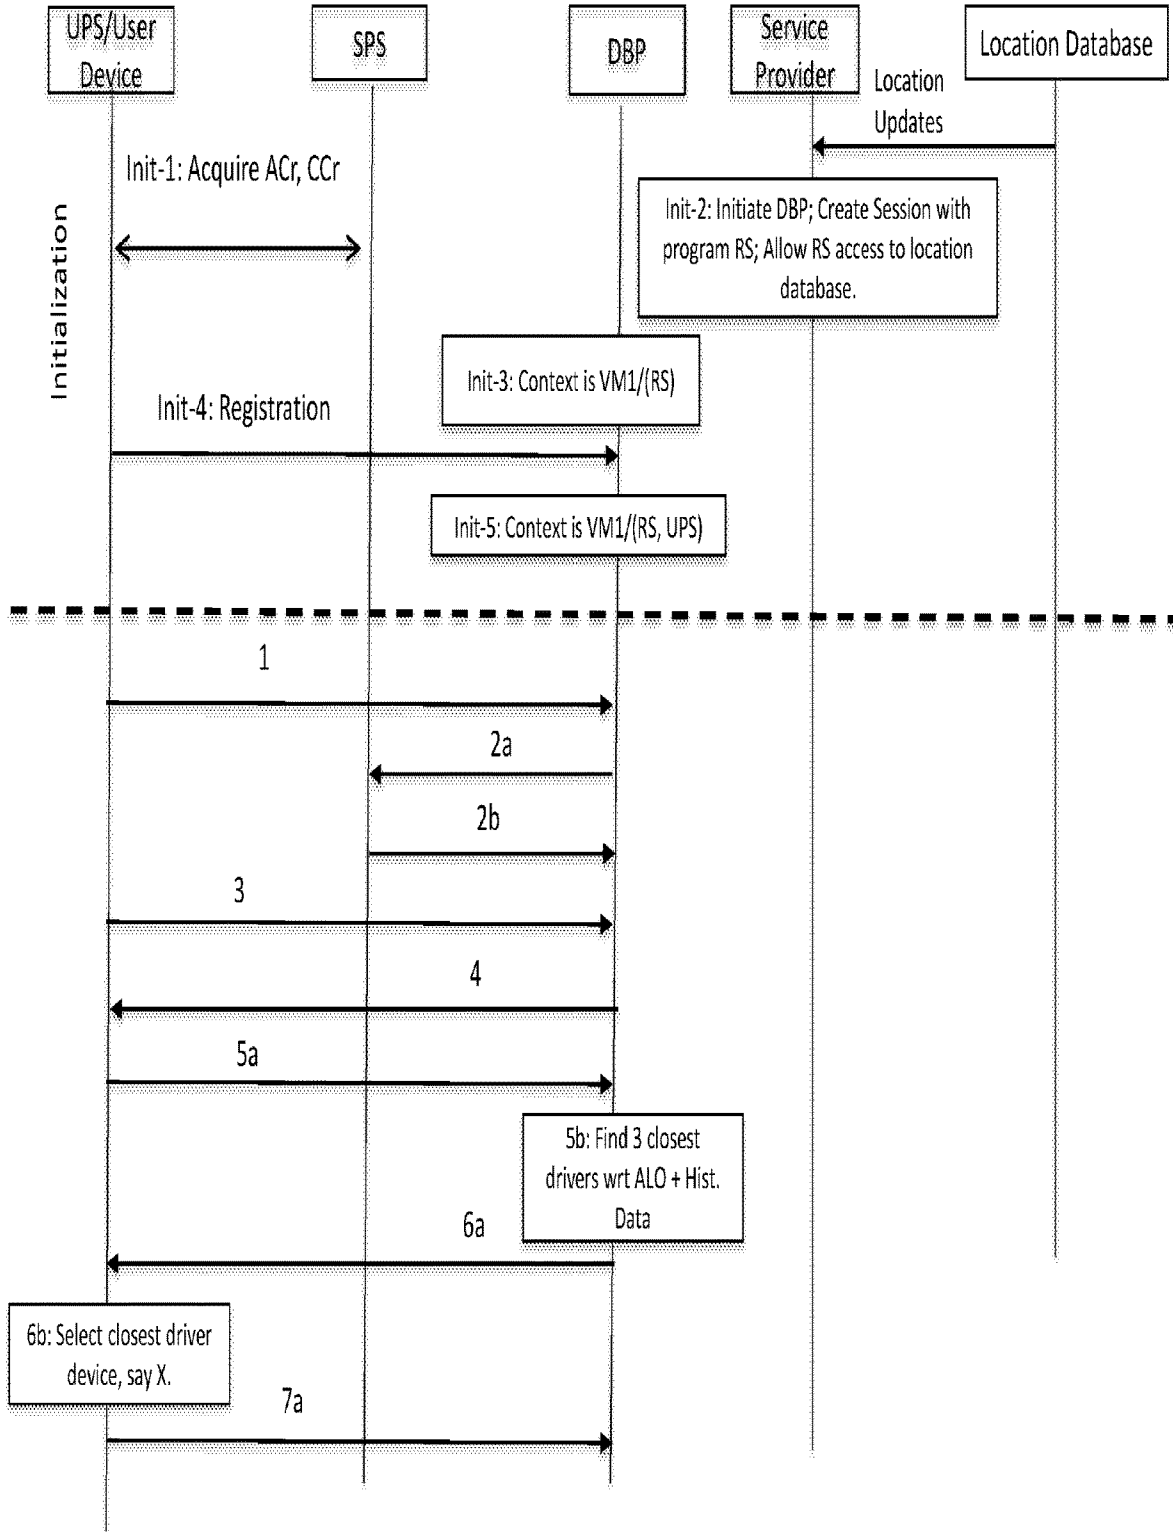 UPS/User
Device
SPS
DBP
Service
Provider
Location Database
Location
Updates
Init-1: Acquire ACr, CCr
Initialization
Init-2: Initiate DBP; Create Session with
program RS; Allow RS access to location
database.
Init-3: Context is VM1/(RS)
Init-4: Registration
Init-5: Context is VM1/(RS, UPS)
1
2a
2b
3
4
5a
5b: Find 3 closest
drivers wrt ALO + Hist.
Data
6a
6b: Select closest driver
device, say X.
7a